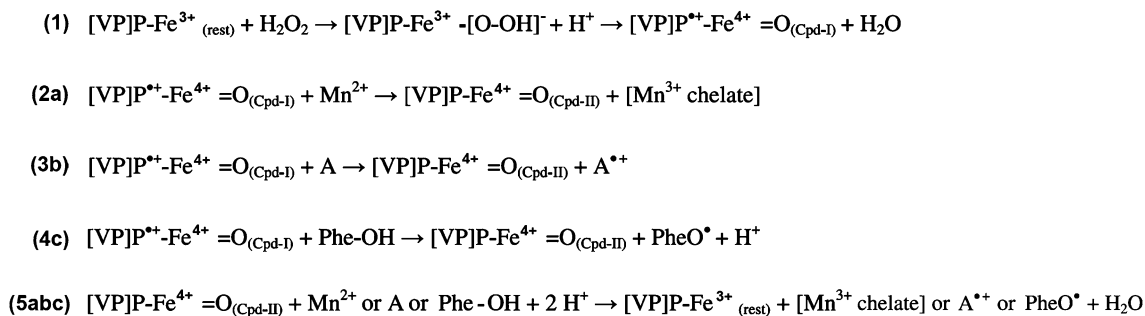 (1) [VP]P-Fe³⁺ (rest) + H₂O₂ → [VP]P-Fe³⁺ -[O-OH]⁻ + H⁺ → [VP]P•⁺-Fe⁴⁺ =O(Cpd-I) + H₂O
(2a) [VP]P•⁺-Fe⁴⁺ =O(Cpd-I) + Mn²⁺ → [VP]P-Fe⁴⁺ =O(Cpd-II) + [Mn³⁺ chelate]
(3b) [VP]P•⁺-Fe⁴⁺ =O(Cpd-I) + A → [VP]P-Fe⁴⁺ =O(Cpd-II) + A•⁺
(4c) [VP]P•⁺-Fe⁴⁺ =O(Cpd-I) + Phe-OH → [VP]P-Fe⁴⁺ =O(Cpd-II) + PheO• + H⁺
(5abc) [VP]P-Fe⁴⁺ =O(Cpd-II) + Mn²⁺ or A or Phe-OH + 2 H⁺ → [VP]P-Fe³⁺ (rest) + [Mn³⁺ chelate] or A•⁺ or PheO• + H₂O